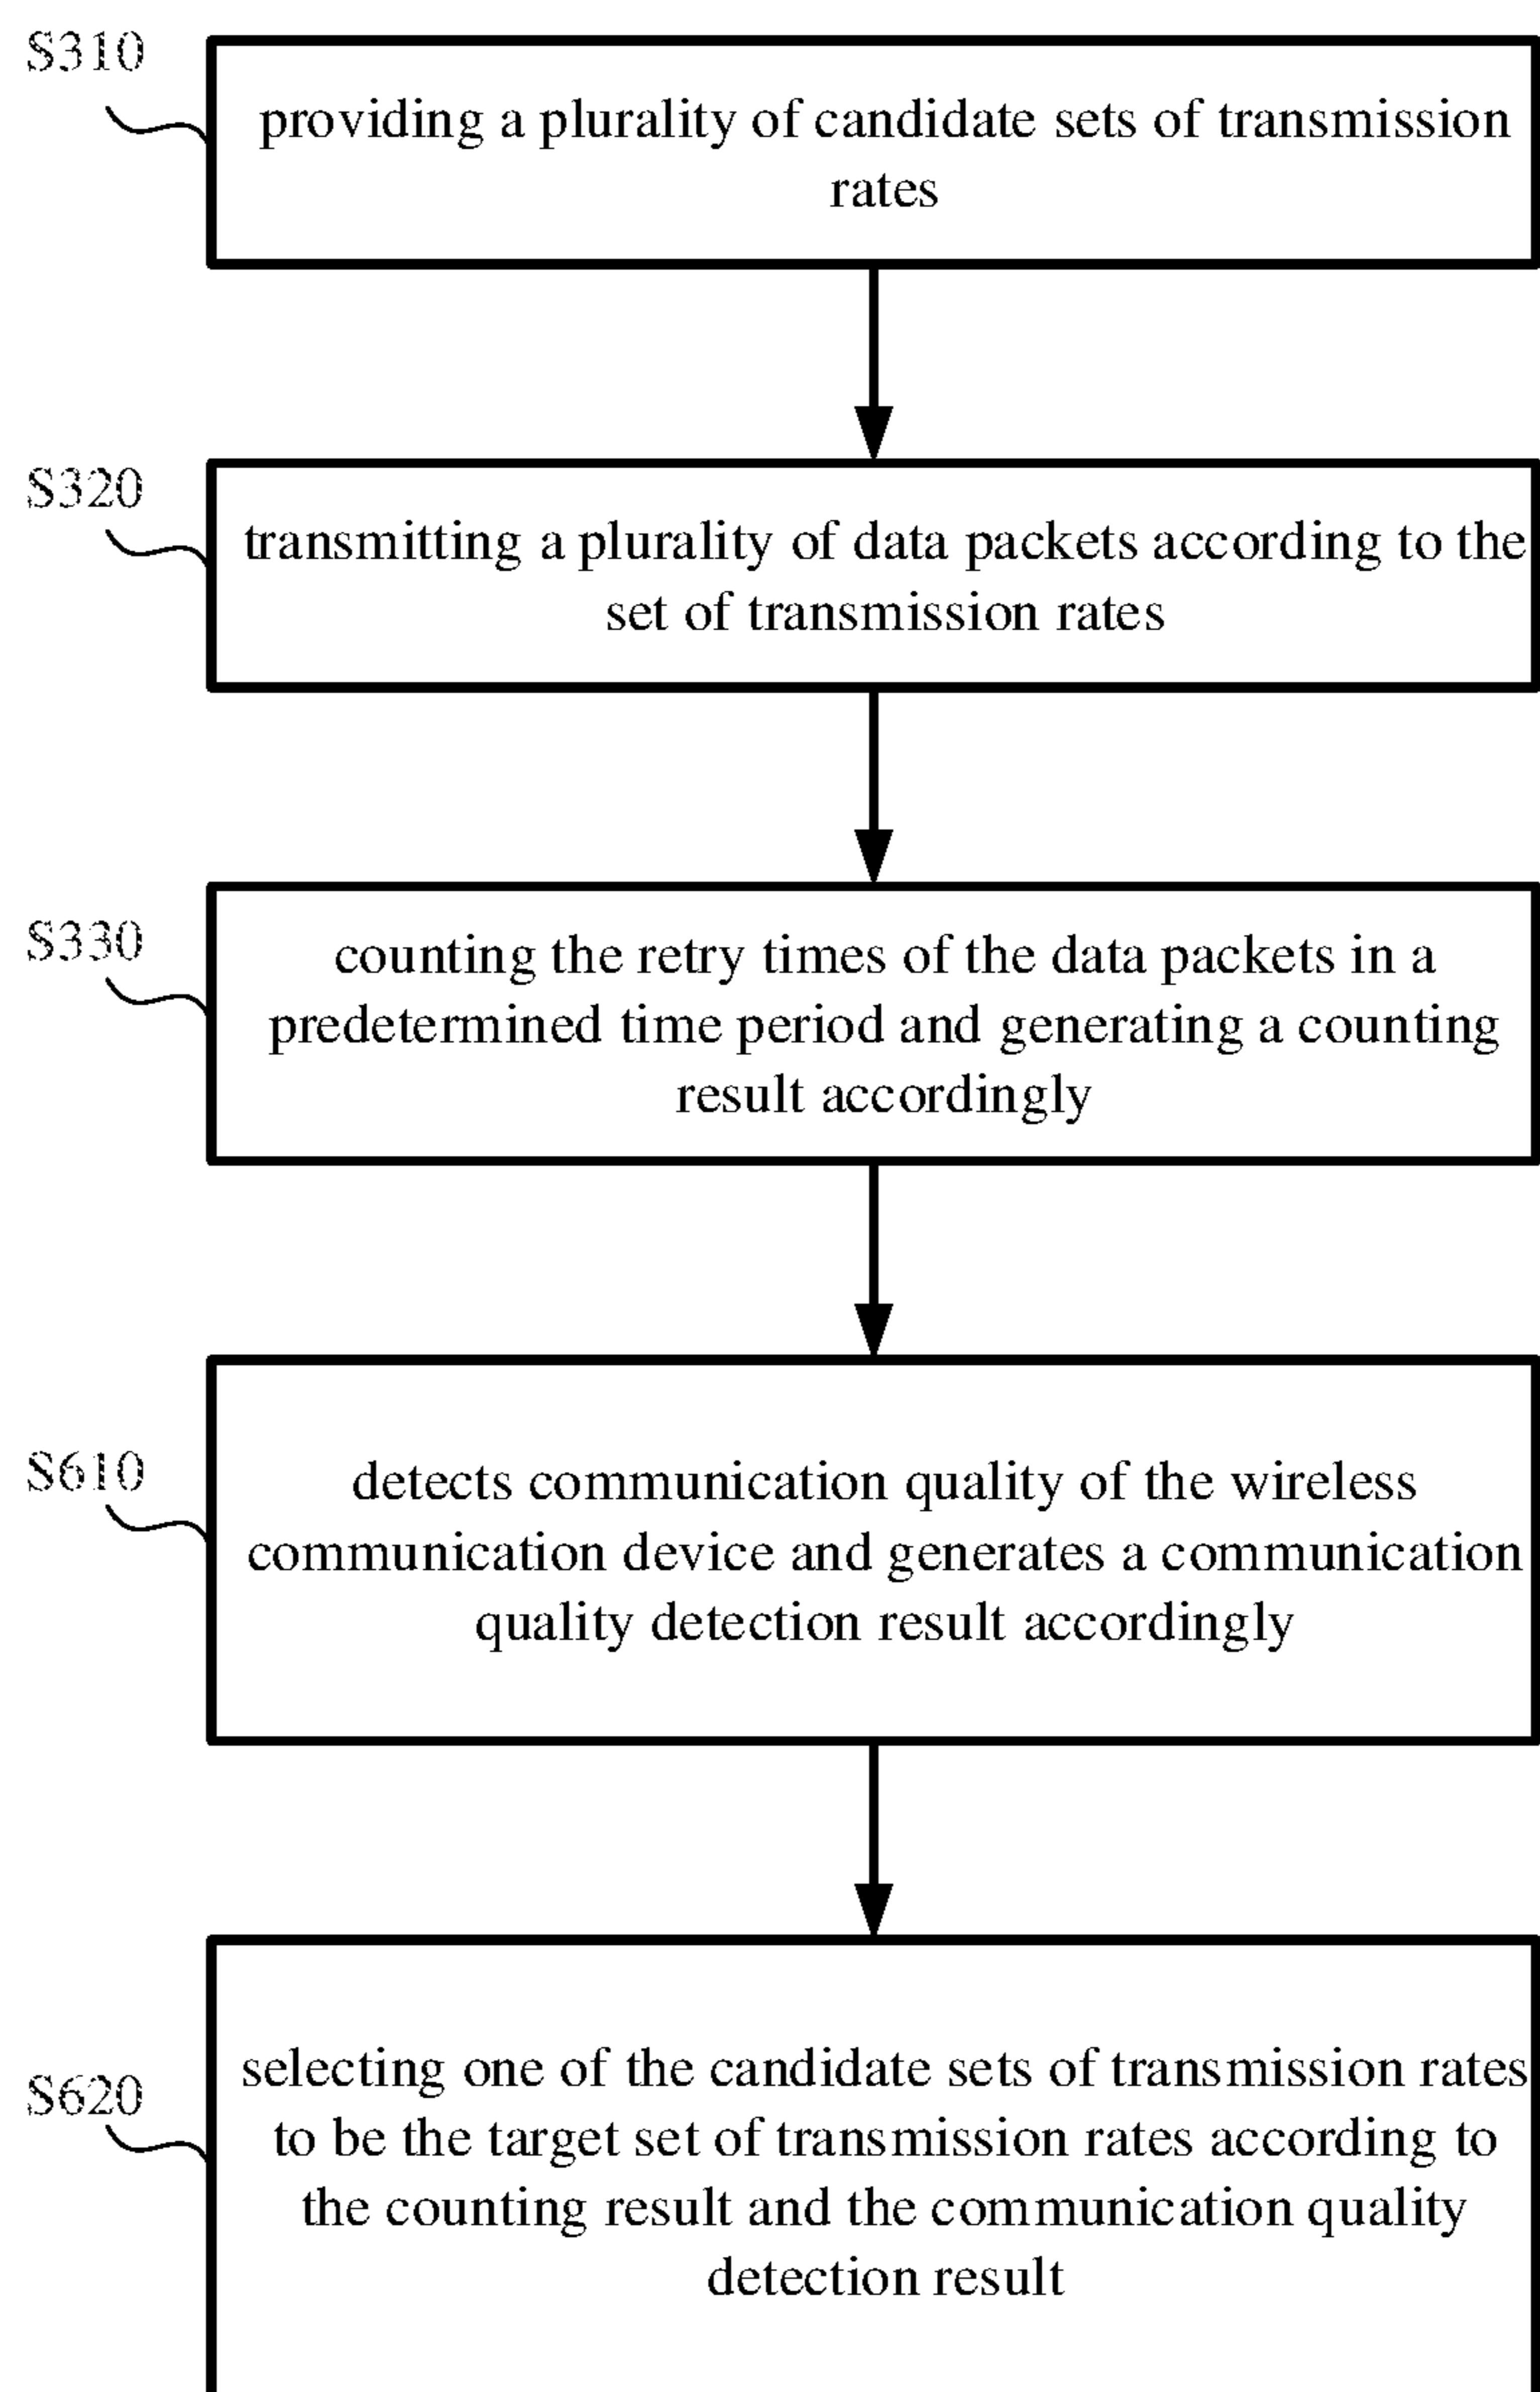 S310
providing a plurality of candidate sets of transmission
rates
S320
transmitting a plurality of data packets according to the
set of transmission rates
S330
counting the retry times of the data packets in a
predetermined time period and generating a counting
result accordingly
S610
detects communication quality of the wireless
communication device and generates a communication
quality detection result accordingly
S620
selecting one of the candidate sets of transmission rates
to be the target set of transmission rates according to
the counting result and the communication quality
detection result